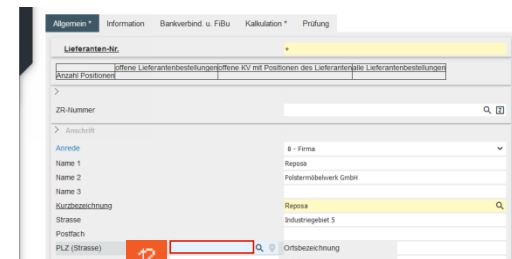 Allgemein * Information Bankverbind. u. FiBu Kalkulation * Prüfung
Lieferanten-Nr. *
offene Lieferantenbestellungen offene KV mit Positionen des Lieferanten alle Lieferantenbestellungen
Anzahl Positionen
>
ZR-Nummer
> Anschrift
Anrede 8 - Firma
Name 1 Reposa
Name 2 Polstermöbelwerk GmbH
Name 3
Kurzbezeichnung Reposa
Strasse Industriegebiet 5
Postfach
PLZ (Strasse) 12 Ortsbezeichnung